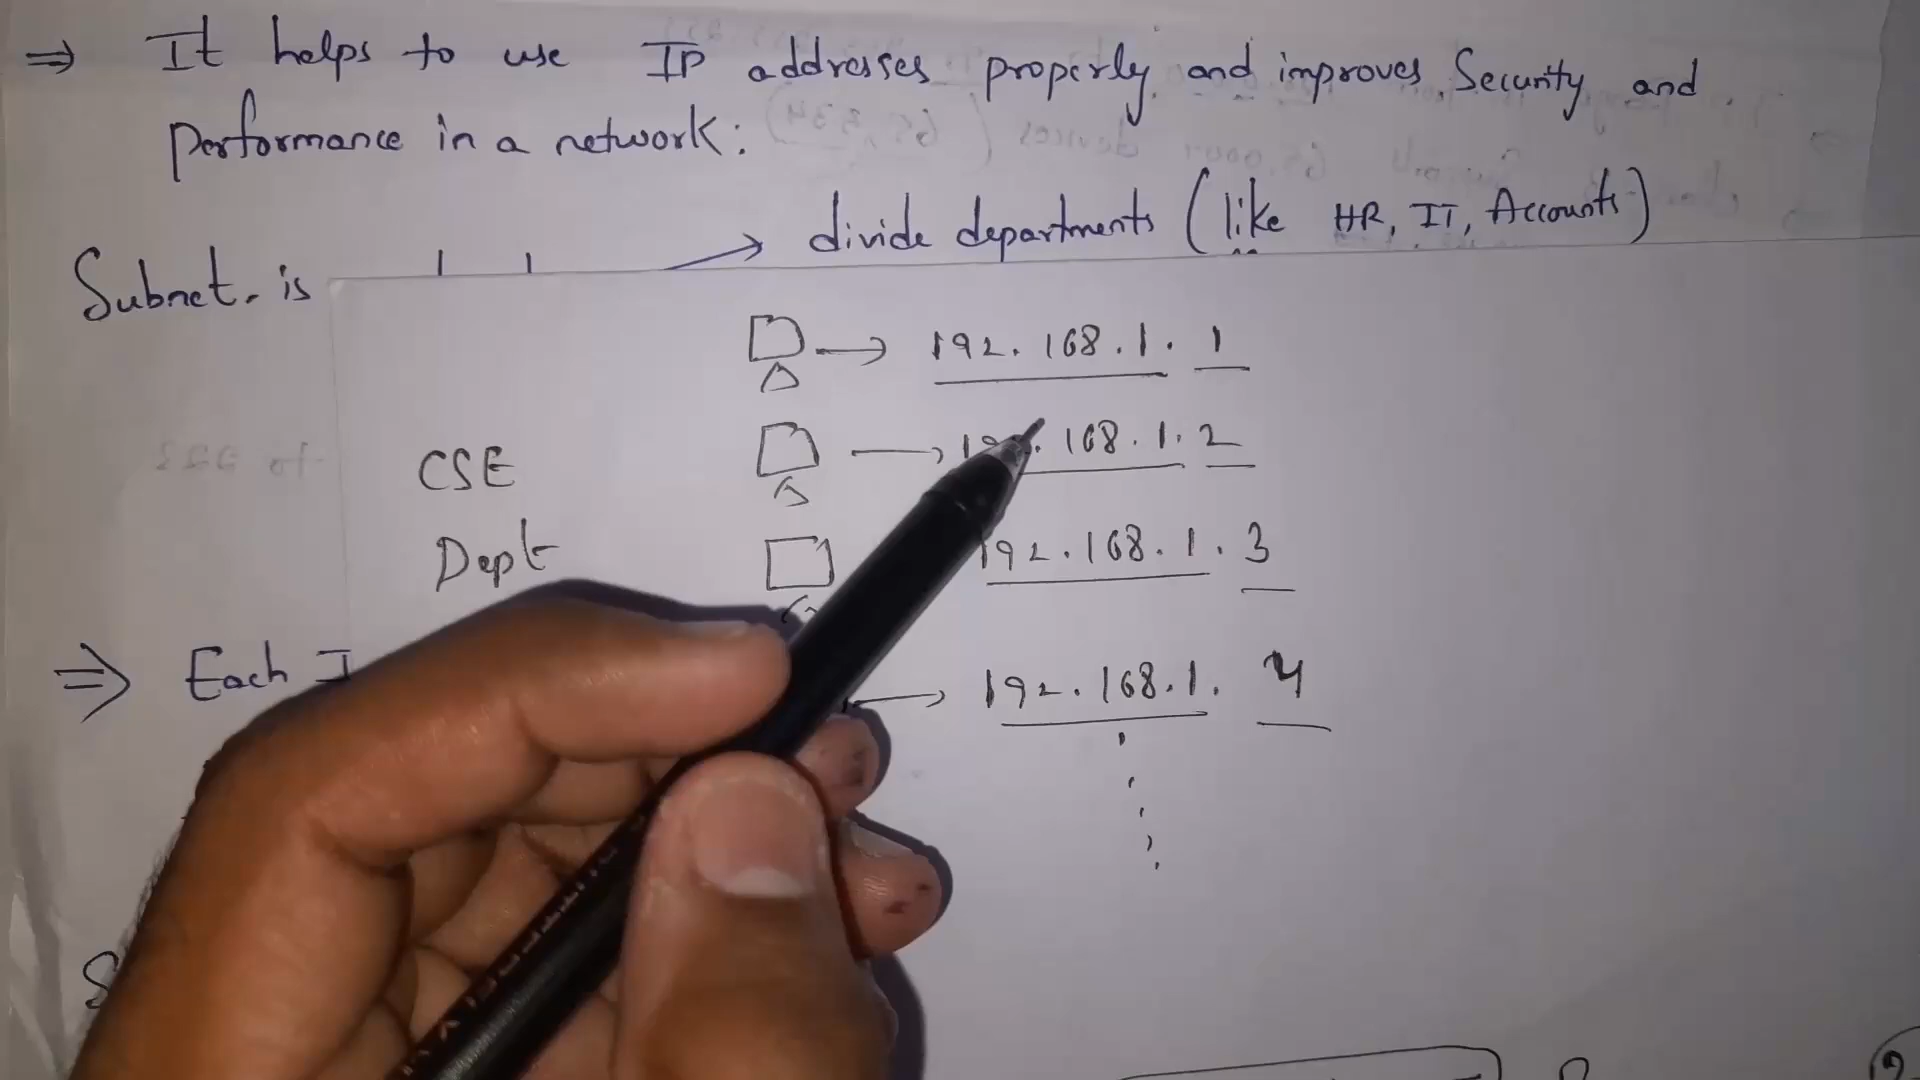 ⇒ It helps to use IP addresses properly and improves Security and
performance in a network:
→ divide departments (like HR, IT, Accounts)
Subnet is
→ 192.168.1. 1
→ 192.168.1. 2
CSE
Dept
192.168.1. 3
⇒ Each
→ 192.168.1. 4